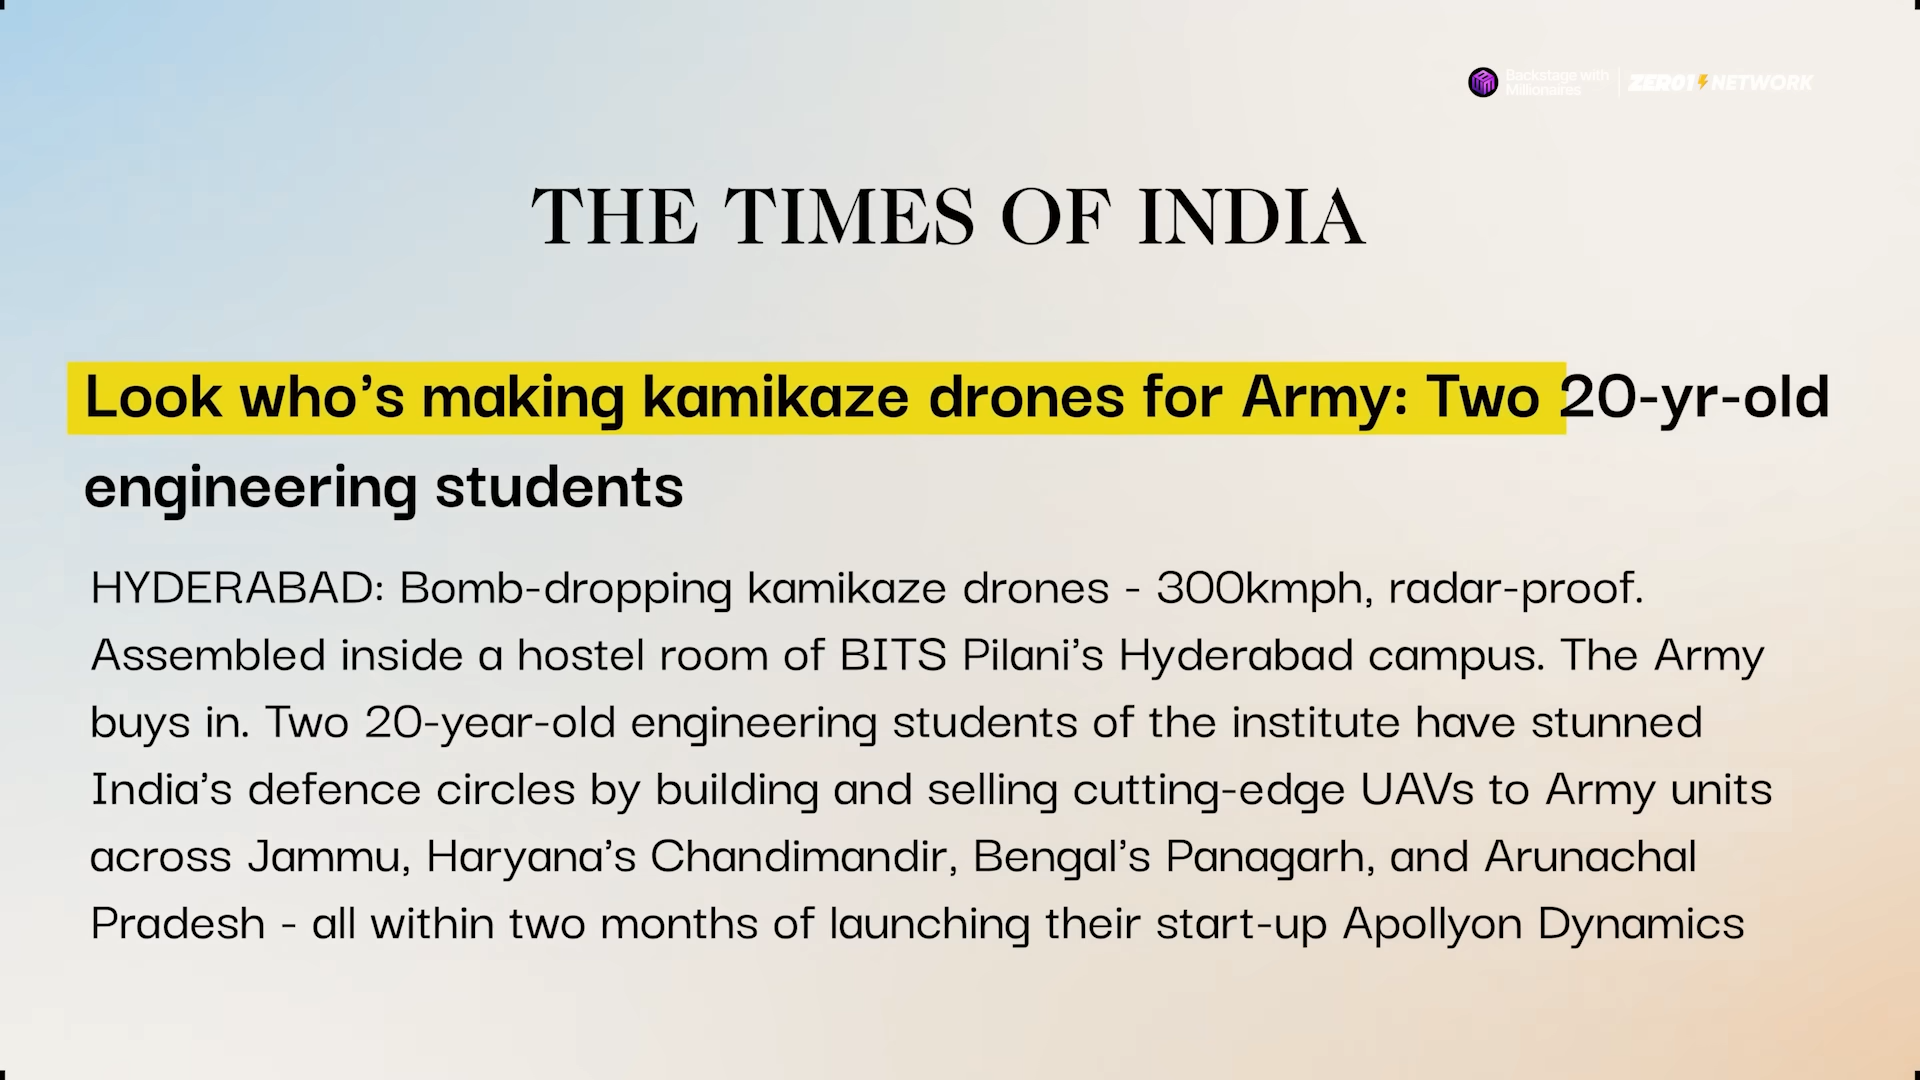 Backstage with
Millionaires
ZERO1 NETWORK
THE TIMES OF INDIA
Look who’s making kamikaze drones for Army: Two 20-yr-old
engineering students
HYDERABAD: Bomb-dropping kamikaze drones - 300kmph, radar-proof.
Assembled inside a hostel room of BITS Pilani’s Hyderabad campus. The Army
buys in. Two 20-year-old engineering students of the institute have stunned
India’s defence circles by building and selling cutting-edge UAVs to Army units
across Jammu, Haryana’s Chandimandir, Bengal’s Panagarh, and Arunachal
Pradesh - all within two months of launching their start-up Apollyon Dynamics